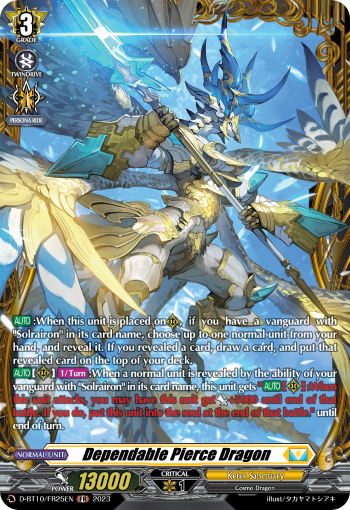 3
GRADE
TWINDRIVE
PERSONA RIDE
AUTO:When this unit is placed on , if you have a vanguard with
"Solrairon" in its card name, choose up to one normal unit from your
hand, and reveal it. If you revealed a card, draw a card, and put that
revealed card on the top of your deck.
AUTO【 1/Turn】:When a normal unit is revealed by the ability of your
vanguard with "Solrairon" in its card name, this unit gets "AUTO【 】:When
this unit attacks, you may have this unit get +5000 until end of that
battle. If you do, put this unit into the at the end of that battle." until
end of turn.
NORMAL UNIT
Dependable Pierce Dragon
POWER 13000
CRITICAL
1
Keter Sanctuary
Cosmo Dragon
D-BT10/FR25EN FR 2023
illust/タカヤマトシアキ